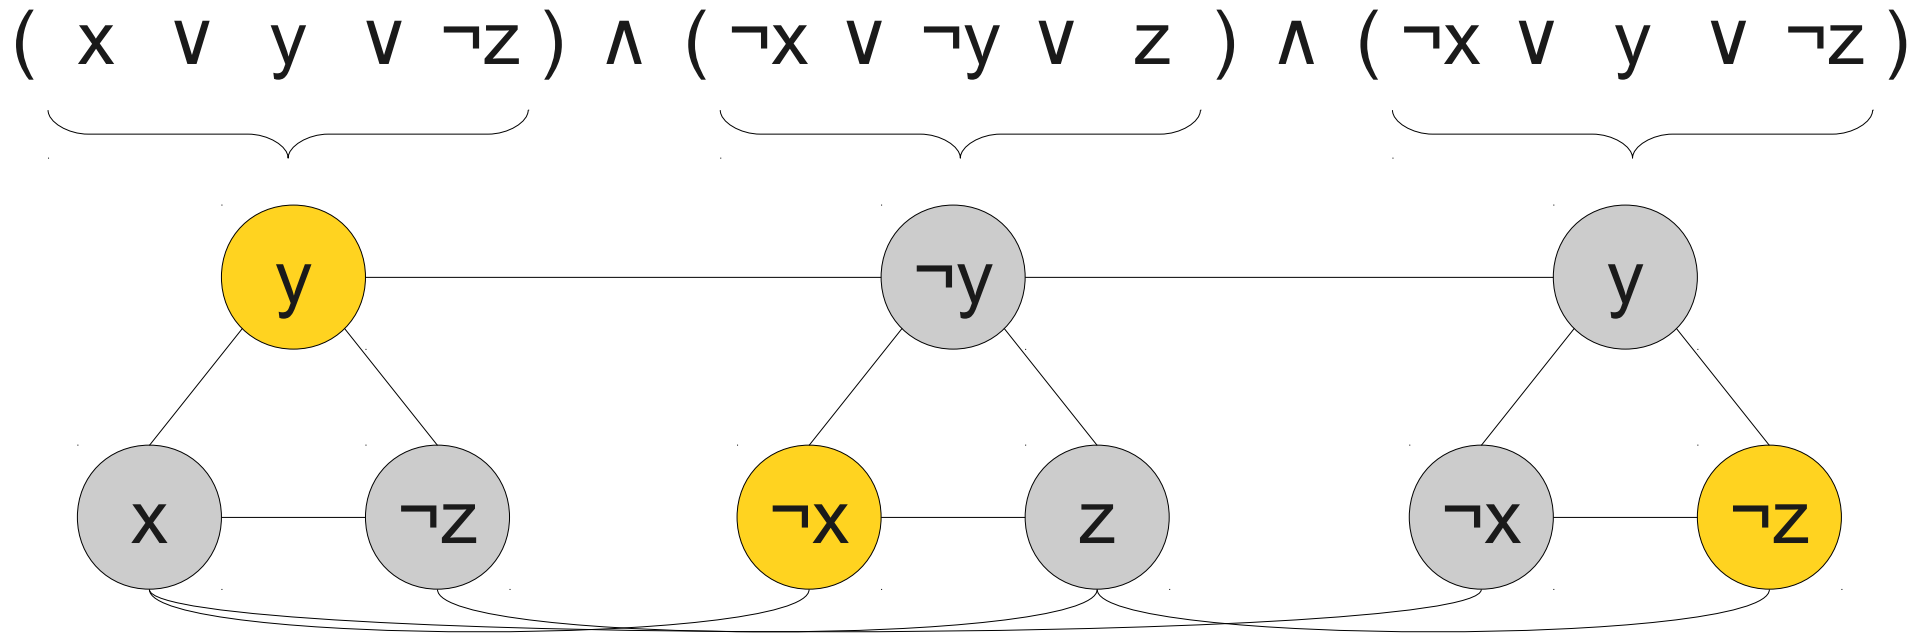 ( x ∨ y ∨ ¬z ) ∧ ( ¬x ∨ ¬y ∨ z ) ∧ ( ¬x ∨ y ∨ ¬z )
y ¬y y
x ¬z ¬x z ¬x ¬z